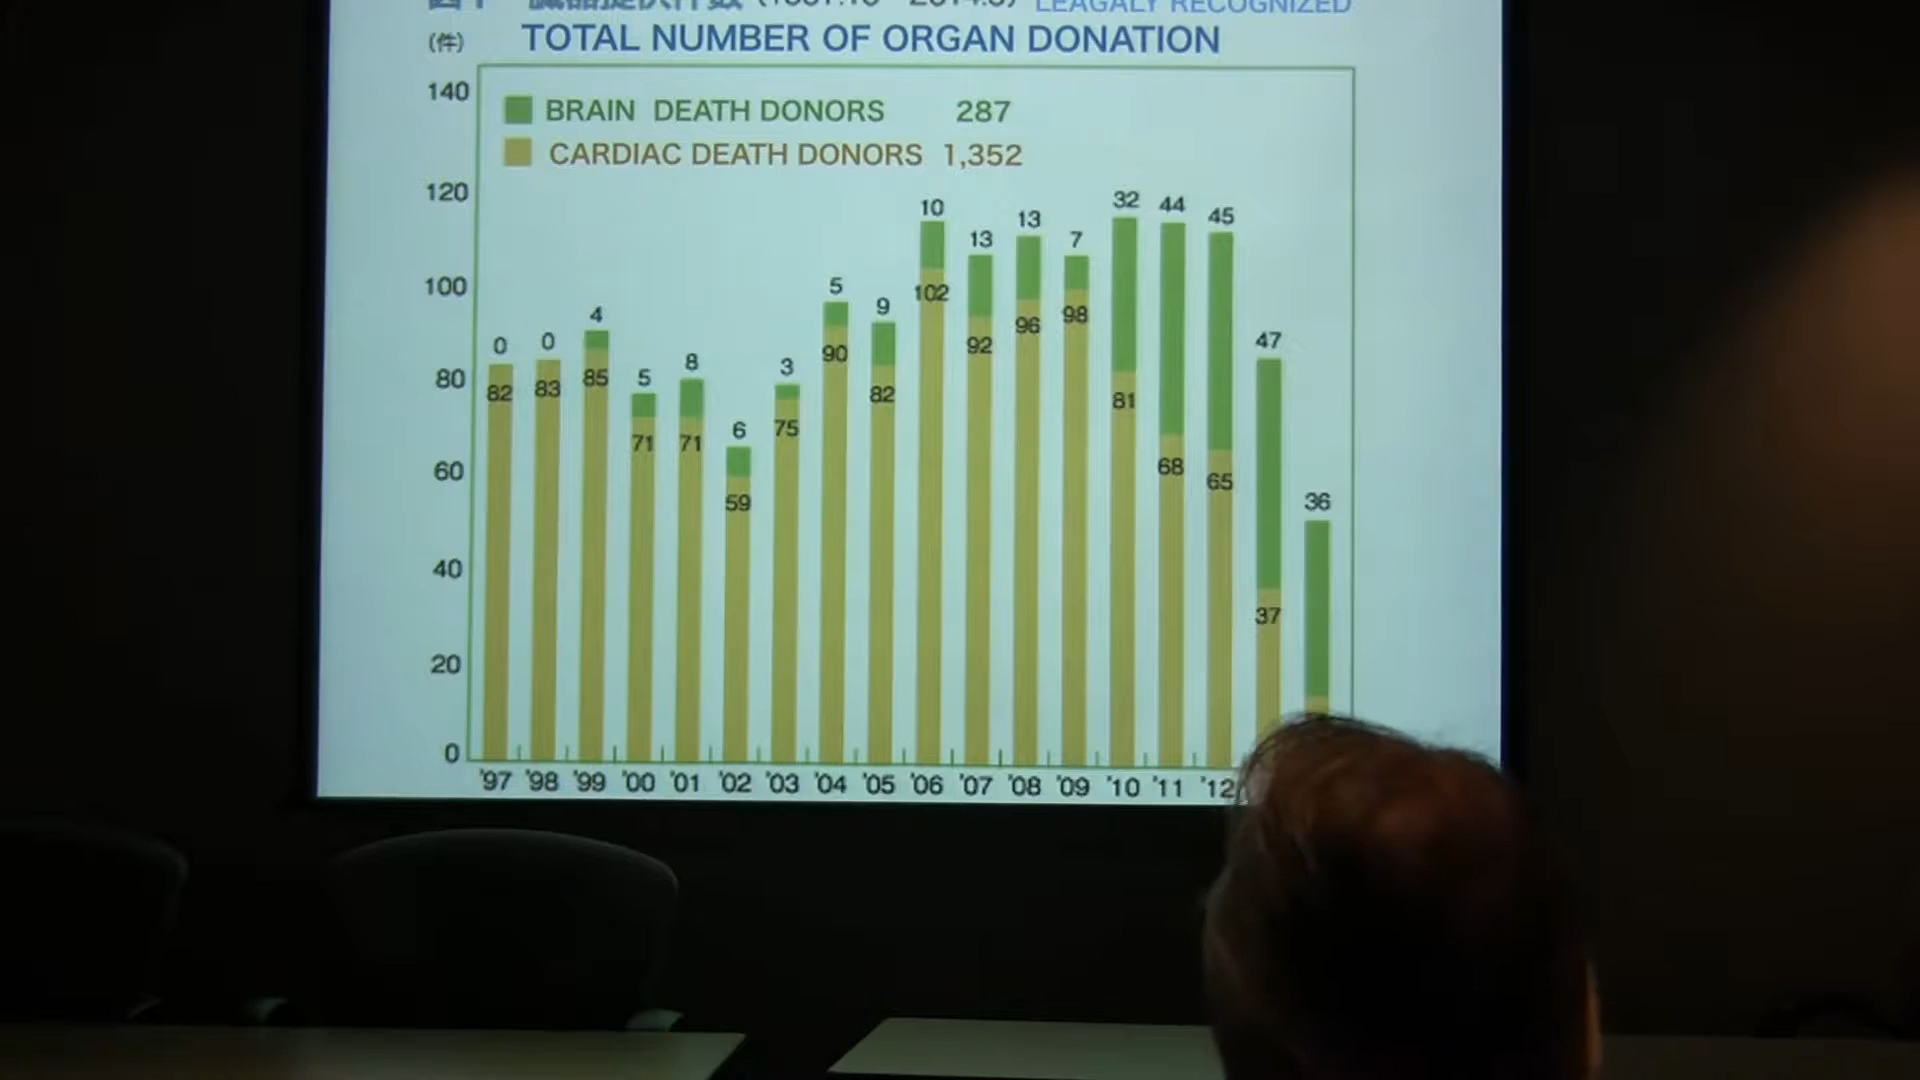 LEAGALY RECOGNIZED
(件) TOTAL NUMBER OF ORGAN DONATION
BRAIN DEATH DONORS 287
CARDIAC DEATH DONORS 1,352
140
120
100
80
60
40
20
0
0 0 4 5 8 6 3 5 9 10 13 13 7 32 44 45 47 36
82 83 85 71 71 59 75 90 82 102 92 96 98 81 68 65 37
'97 '98 '99 '00 '01 '02 '03 '04 '05 '06 '07 '08 '09 '10 '11 '12